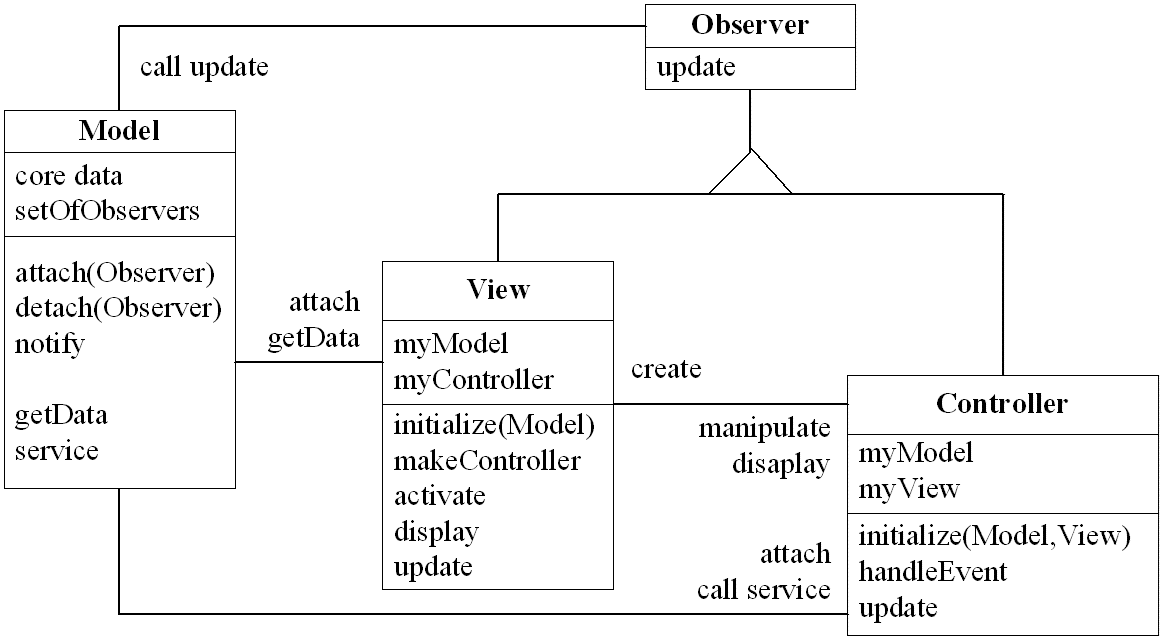 Observer
update
call update
Model
core data
setOfObservers
attach(Observer)
detach(Observer)
notify
getData
service
attach
getData
View
myModel
myController
initialize(Model)
makeController
activate
display
update
create
manipulate
disaplay
attach
call service
Controller
myModel
myView
initialize(Model,View)
handleEvent
update